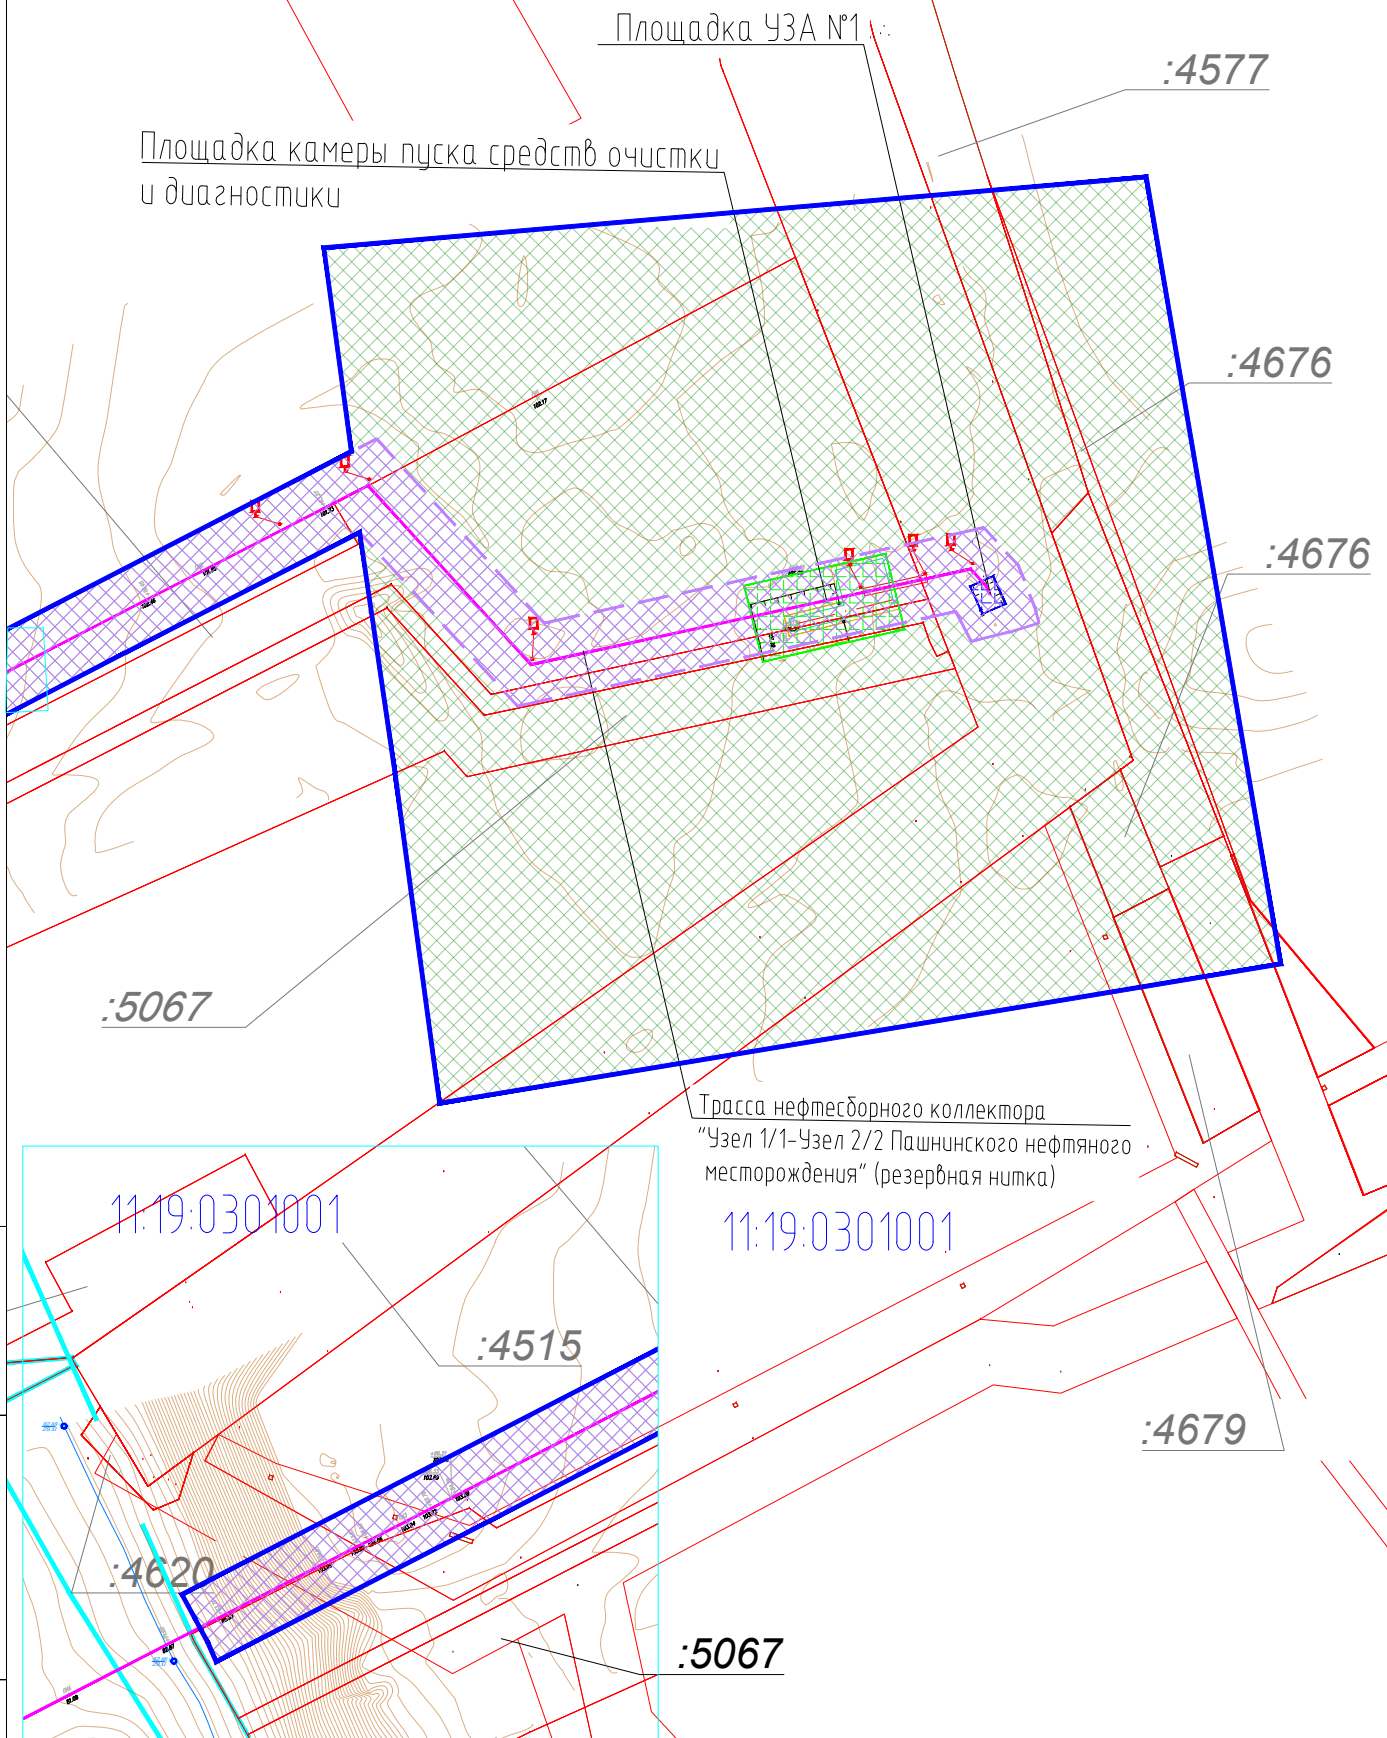 Площадка УЗА №1
:4577
Площадка камеры пуска средств очистки
и диагностики
:4676
:4676
:5067
Трасса нефтесборного коллектора
"Узел 1/1-Узел 2/2 Пашнинского нефтяного
месторождения" (резервная нитка)
11:19:0301001
11:19:0301001
:4515
:4679
:4620
:5067